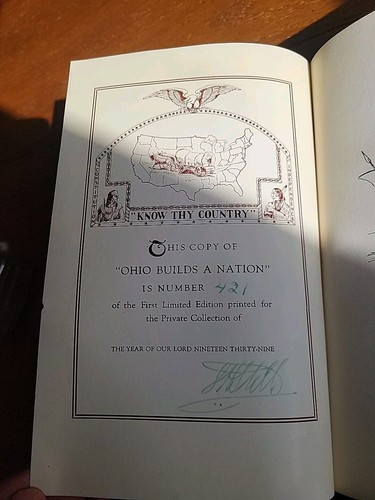 "KNOW THY COUNTRY"
THIS COPY OF
"OHIO BUILDS A NATION"
IS NUMBER 421
of the First Limited Edition printed for
the Private Collection of
THE YEAR OF OUR LORD NINETEEN THIRTY-NINE